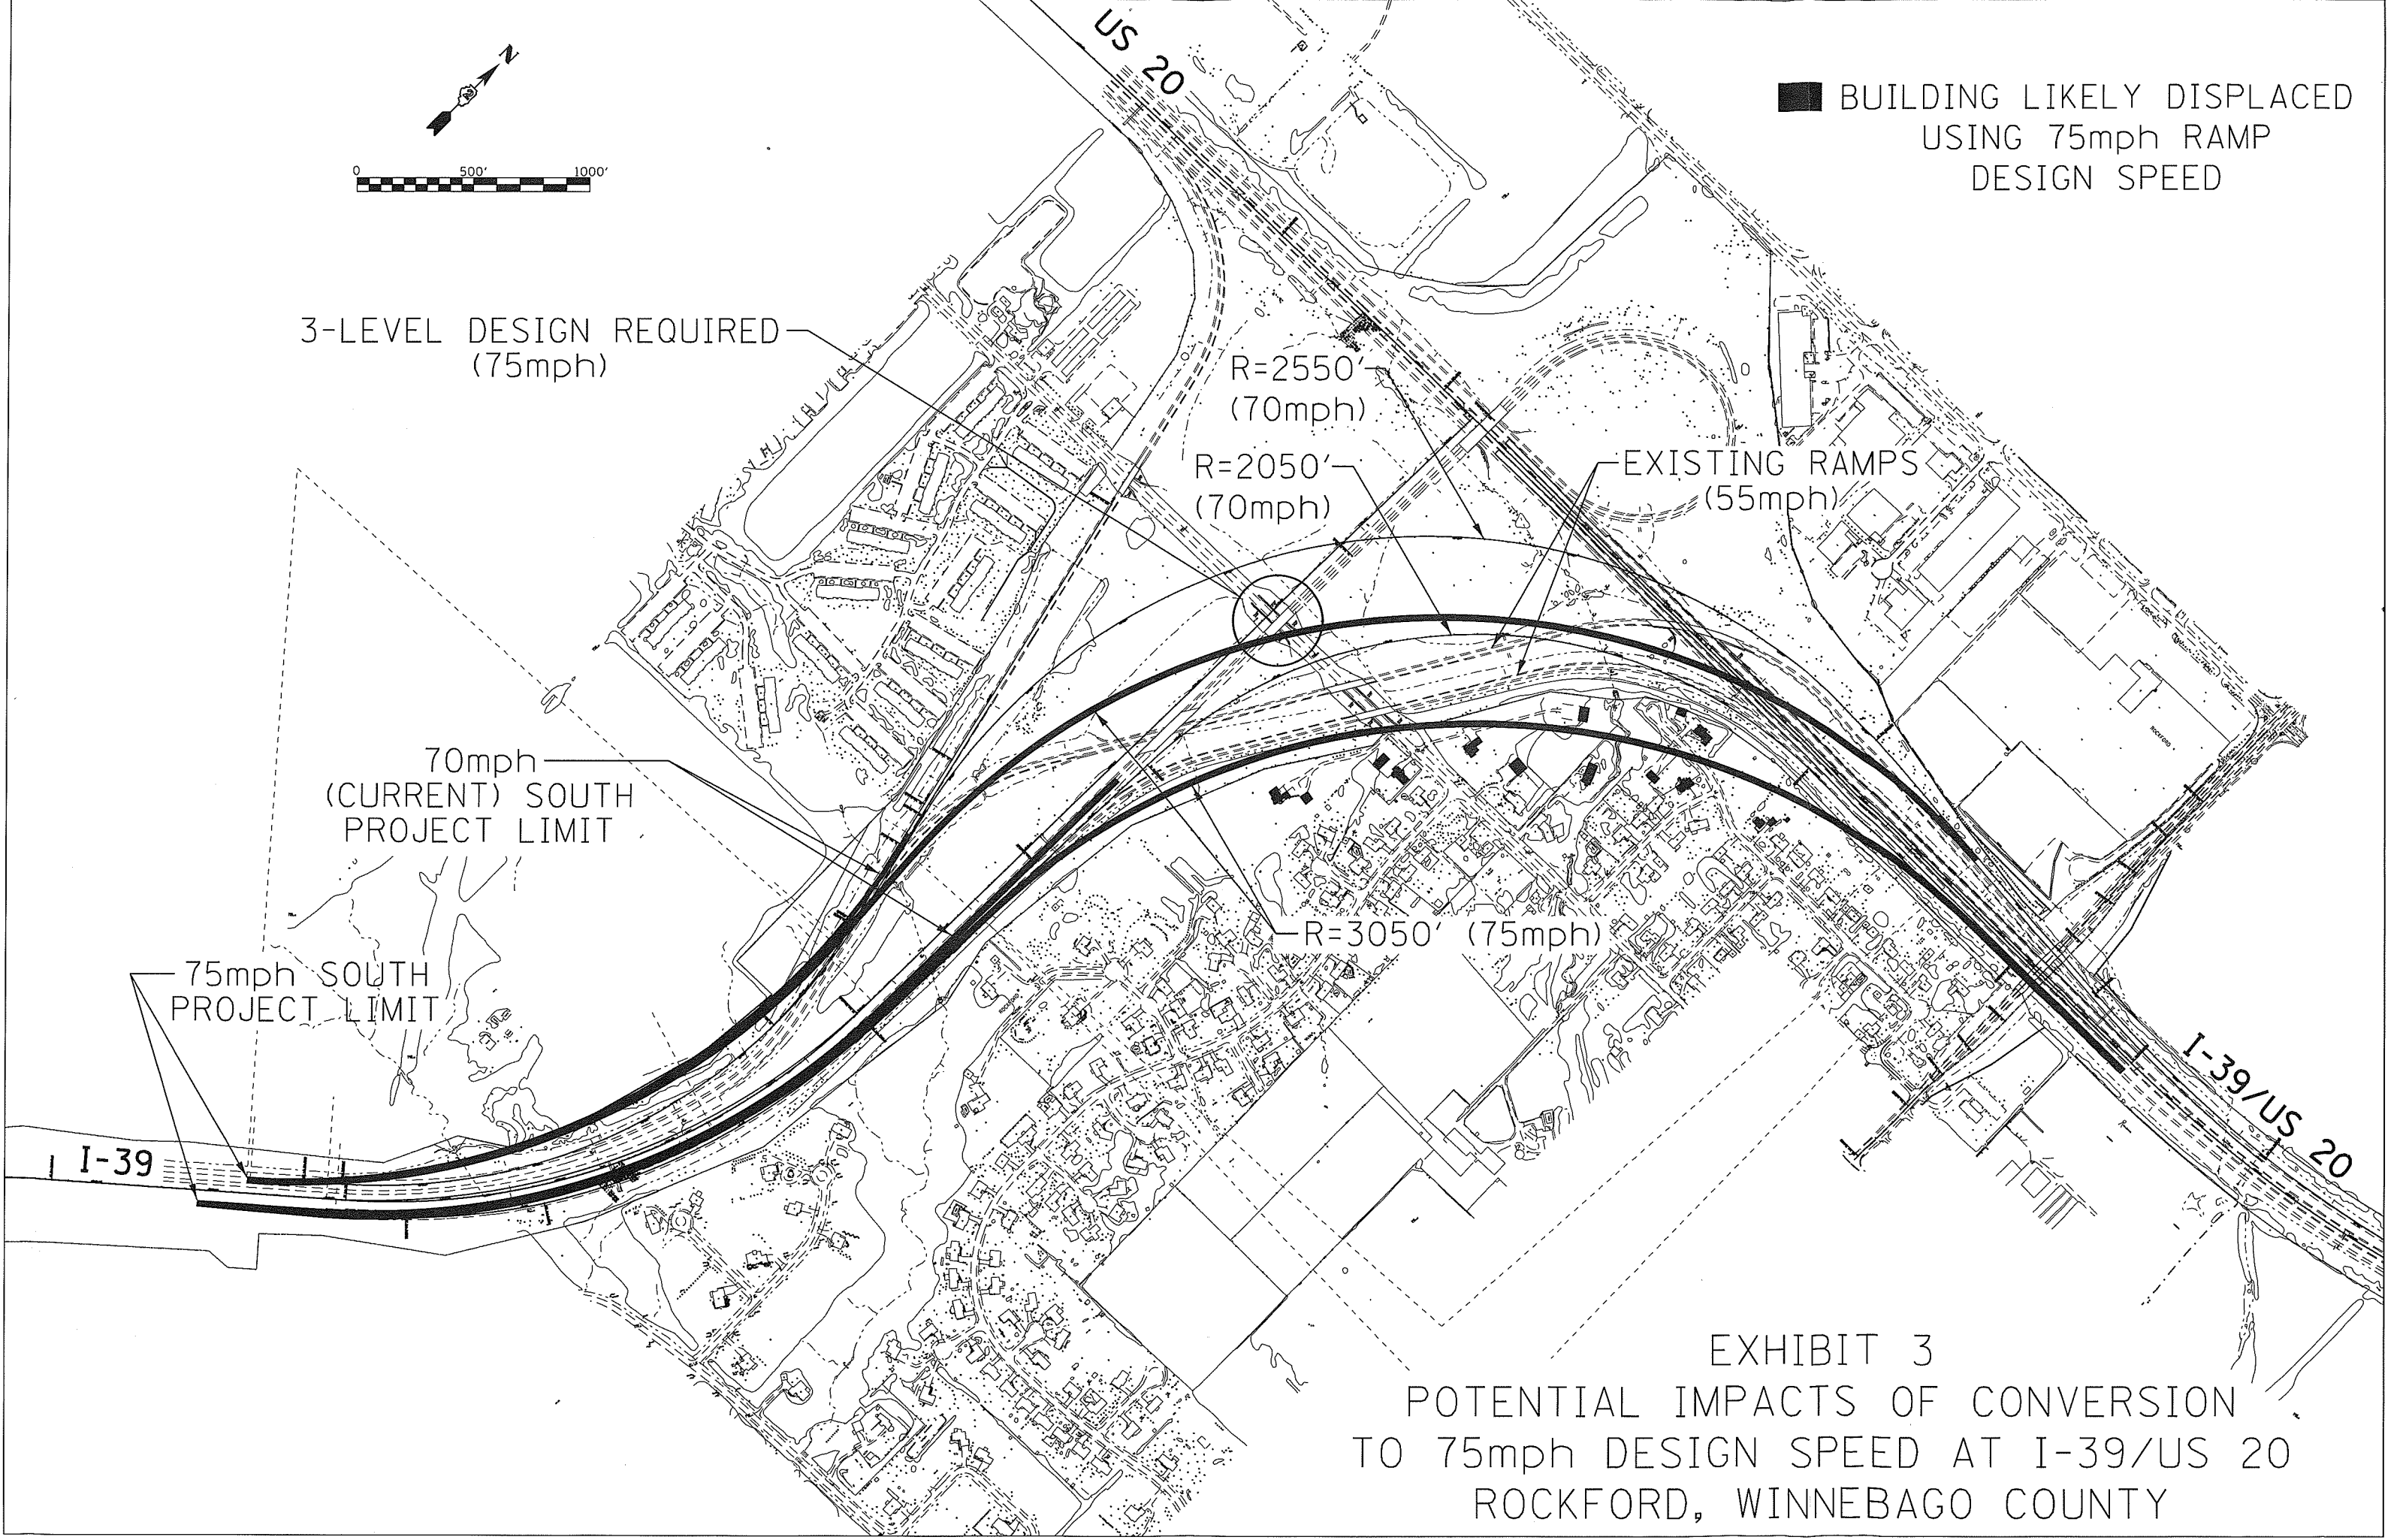 US 20
N
0 500' 1000'
BUILDING LIKELY DISPLACED
USING 75mph RAMP
DESIGN SPEED
3-LEVEL DESIGN REQUIRED
(75mph)
R=2550'
(70mph)
R=2050'
(70mph)
EXISTING RAMPS
(55mph)
70mph
(CURRENT) SOUTH
PROJECT LIMIT
R=3050' (75mph)
75mph SOUTH
PROJECT LIMIT
I-39
I-39/US 20
EXHIBIT 3
POTENTIAL IMPACTS OF CONVERSION
TO 75mph DESIGN SPEED AT I-39/US 20
ROCKFORD, WINNEBAGO COUNTY